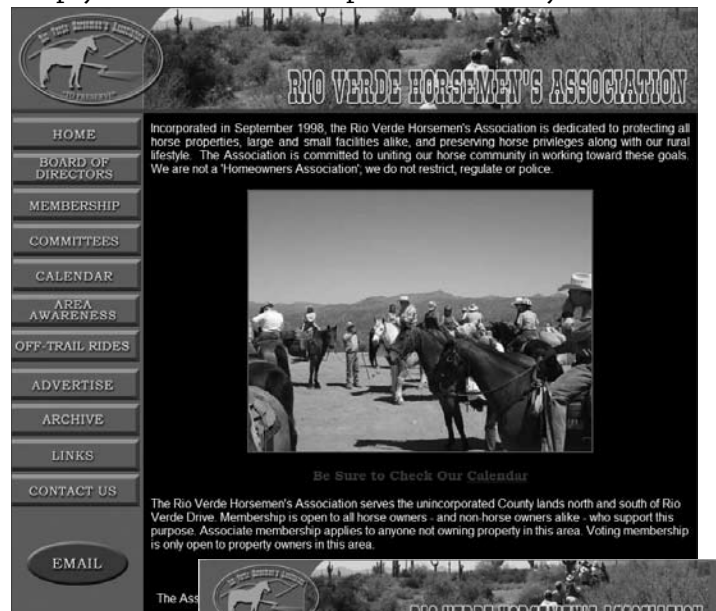 RIO VERDE HORSEMEN'S ASSOCIATION
"TO PRESERVE"
HOME
BOARD OF
DIRECTORS
MEMBERSHIP
COMMITTEES
CALENDAR
AREA
AWARENESS
OFF-TRAIL RIDES
ADVERTISE
ARCHIVE
LINKS
CONTACT US
EMAIL
Incorporated in September 1998, the Rio Verde Horsemen's Association is dedicated to protecting all
horse properties, large and small facilities alike, and preserving horse privileges along with our rural
lifestyle. The Association is committed to uniting our horse community in working toward these goals.
We are not a 'Homeowners Association'; we do not restrict, regulate or police.
Be Sure to Check Our Calendar
The Rio Verde Horsemen's Association serves the unincorporated County lands north and south of Rio
Verde Drive. Membership is open to all horse owners - and non-horse owners alike - who support this
purpose. Associate membership applies to anyone not owning property in this area. Voting membership
is only open to property owners in this area.
The Ass
RIO VERDE HORSEMEN'S ASSOCIATION